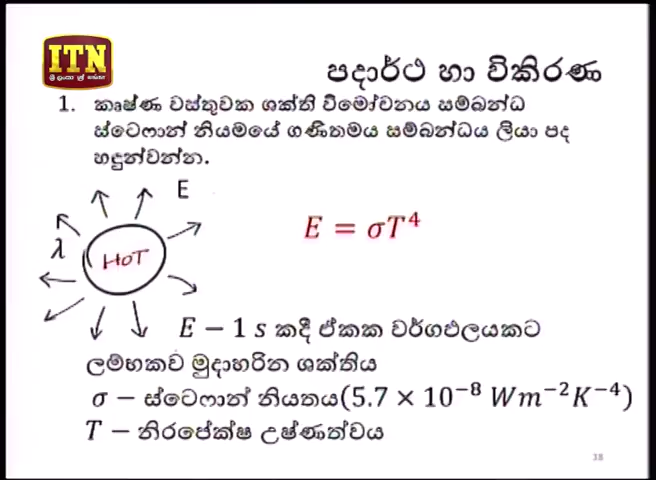 ITN
ශ්‍රී ලංකාවේ ප්‍රථම
පදාර්ථ හා විකිරණ
1. කෘෂ්ණ වස්තුවක ශක්ති විමෝචනය සම්බන්ධ
ස්ටෙෆාන් නියමයේ ගණිතමය සම්බන්ධය ලියා පද
හඳුන්වන්න.
E
λ
HOT
E = σT⁴
E − 1 s කදී ඒකක වර්ගඵලයකට
ලම්භකව මුදාහරින ශක්තිය
σ − ස්ටෙෆාන් නියතය(5.7 × 10⁻⁸ Wm⁻²K⁻⁴)
T − නිරපේක්ෂ උෂ්ණත්වය
38